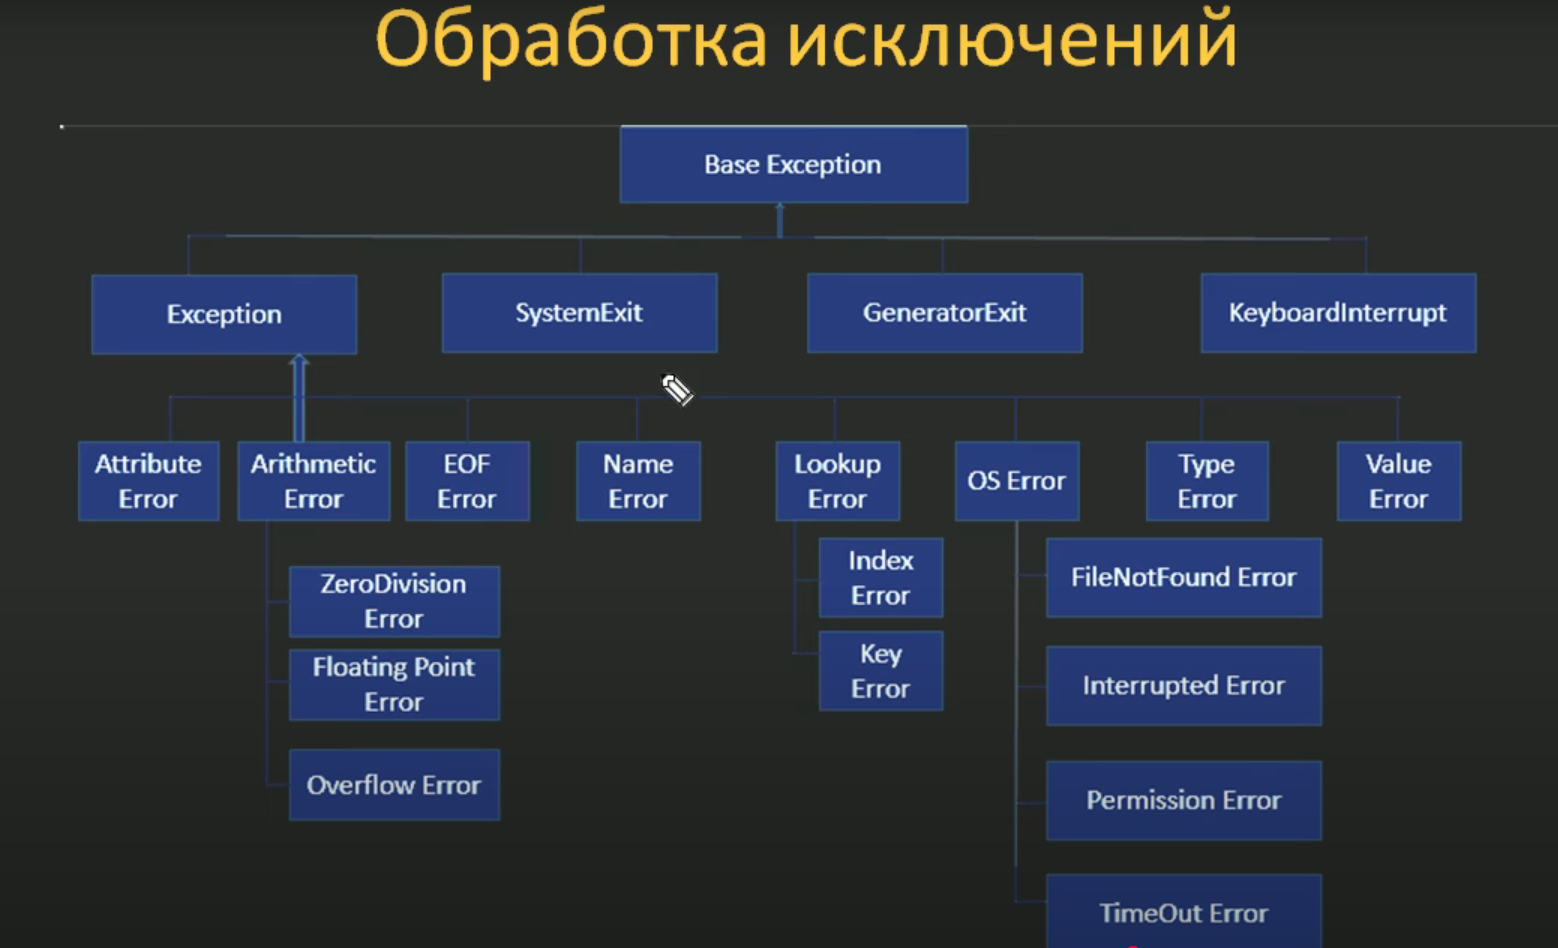 Обработка исключений
Base Exception
Exception
SystemExit
GeneratorExit
KeyboardInterrupt
Attribute
Error
Arithmetic
Error
EOF
Error
Name
Error
Lookup
Error
OS Error
Type
Error
Value
Error
ZeroDivision
Error
Floating Point
Error
Overflow Error
Index
Error
Key
Error
FileNotFound Error
Interrupted Error
Permission Error
TimeOut Error